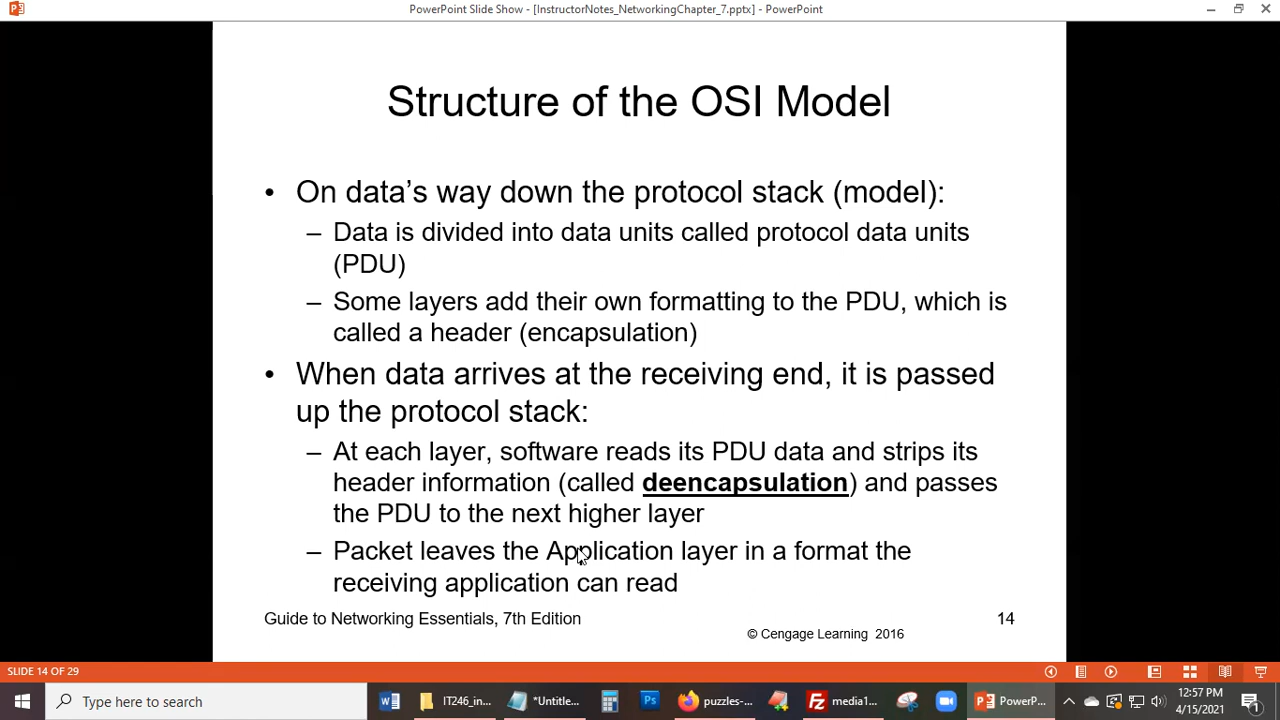 PowerPoint Slide Show - [InstructorNotes_NetworkingChapter_7.pptx] - PowerPoint
Structure of the OSI Model
• On data's way down the protocol stack (model):
– Data is divided into data units called protocol data units
(PDU)
– Some layers add their own formatting to the PDU, which is
called a header (encapsulation)
• When data arrives at the receiving end, it is passed
up the protocol stack:
– At each layer, software reads its PDU data and strips its
header information (called deencapsulation) and passes
the PDU to the next higher layer
– Packet leaves the Application layer in a format the
receiving application can read
Guide to Networking Essentials, 7th Edition
14
© Cengage Learning 2016
SLIDE 14 OF 29
Type here to search
IT246_in...
*Untitle...
puzzles-...
media1...
PowerP...
12:57 PM
4/15/2021
1